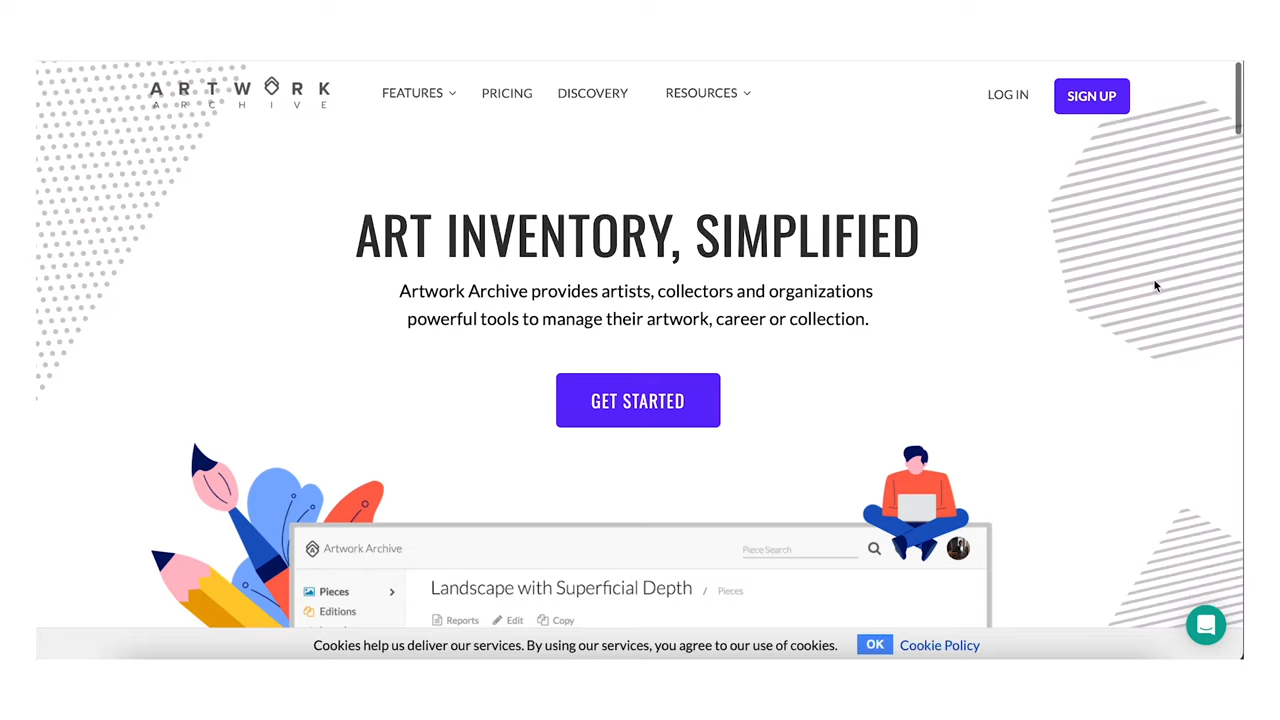 ARTWORK
ARCHIVE
FEATURES
PRICING
DISCOVERY
RESOURCES
LOG IN
SIGN UP
ART INVENTORY, SIMPLIFIED
Artwork Archive provides artists, collectors and organizations
powerful tools to manage their artwork, career or collection.
GET STARTED
Artwork Archive
Piece Search
Pieces
Editions
Landscape with Superficial Depth / Pieces
Reports
Edit
Copy
Cookies help us deliver our services. By using our services, you agree to our use of cookies.
OK
Cookie Policy